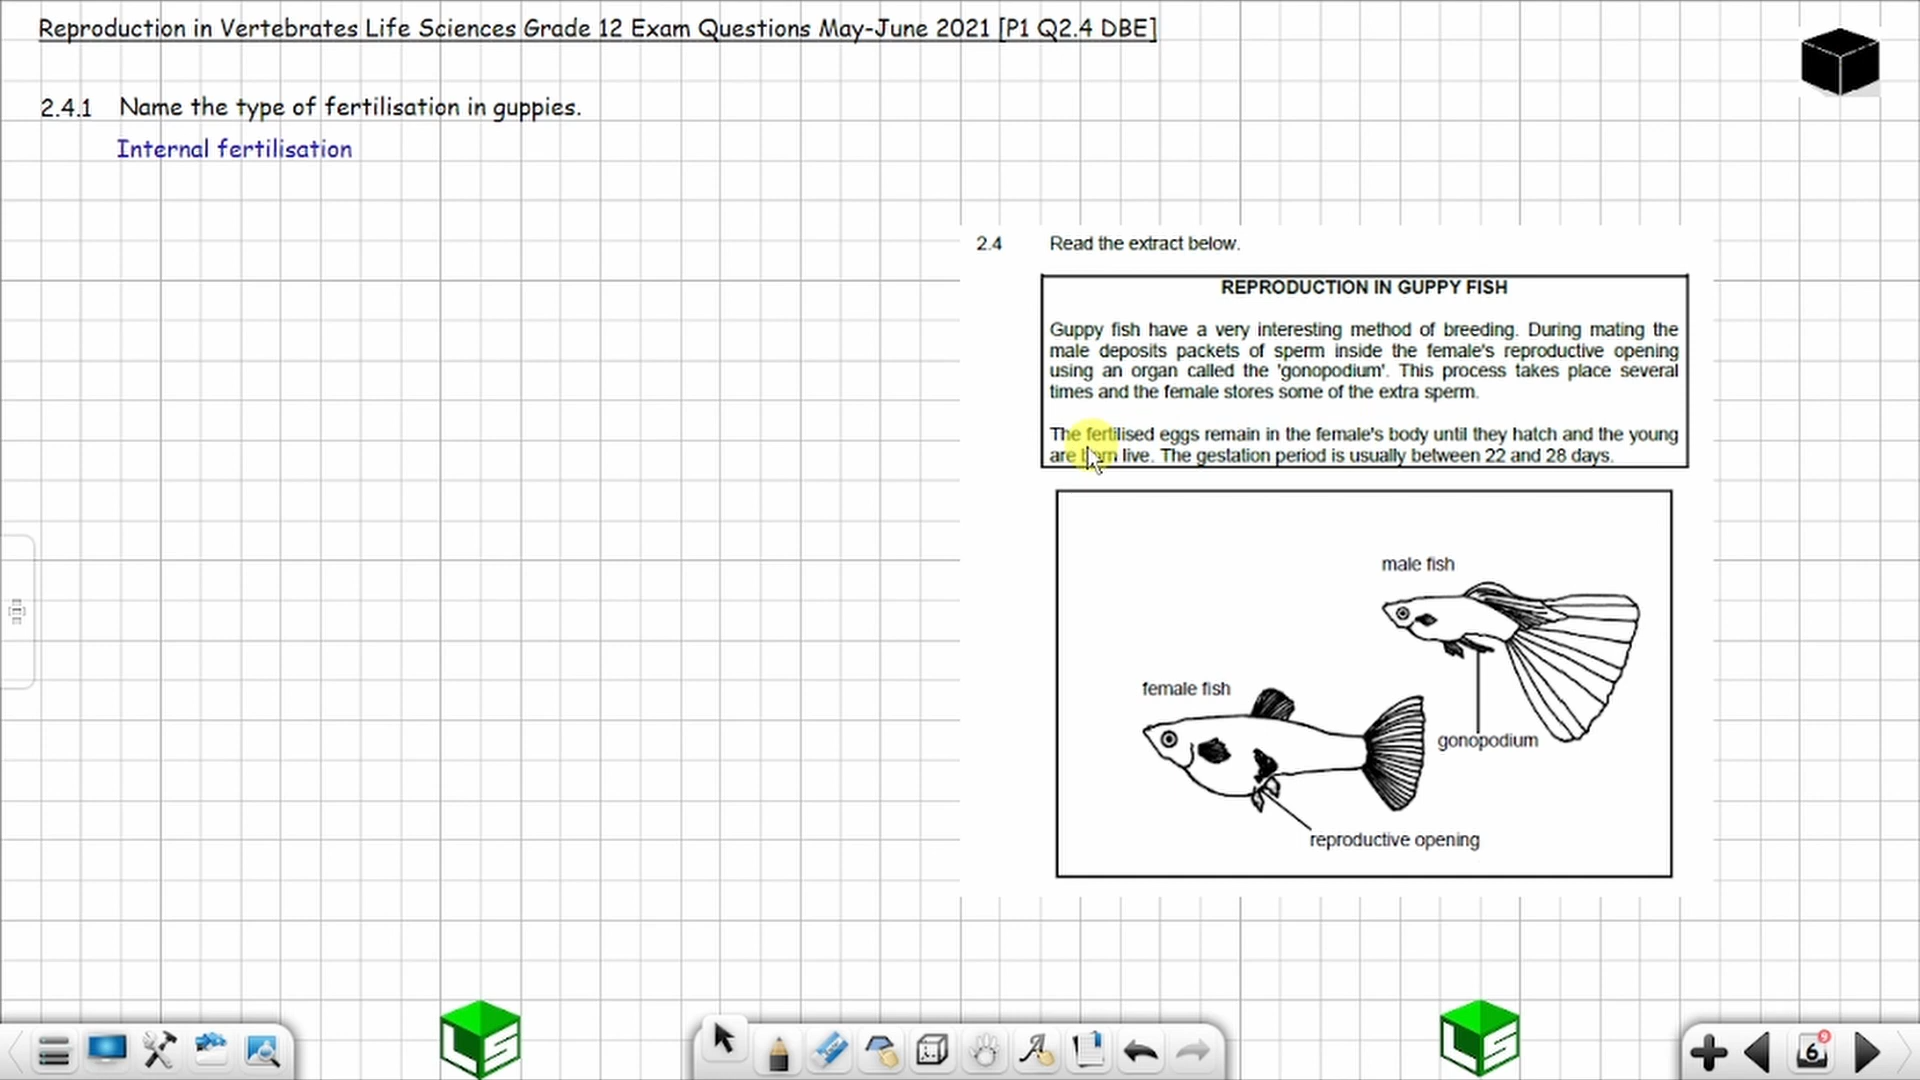 Reproduction in Vertebrates Life Sciences Grade 12 Exam Questions May-June 2021 [P1 Q2.4 DBE]
2.4.1 Name the type of fertilisation in guppies.
Internal fertilisation
2.4 Read the extract below.
REPRODUCTION IN GUPPY FISH
Guppy fish have a very interesting method of breeding. During mating the
male deposits packets of sperm inside the female's reproductive opening
using an organ called the 'gonopodium'. This process takes place several
times and the female stores some of the extra sperm.
The fertilised eggs remain in the female's body until they hatch and the young
are born live. The gestation period is usually between 22 and 28 days.
male fish
female fish
gonopodium
reproductive opening
LS
LS
6
9